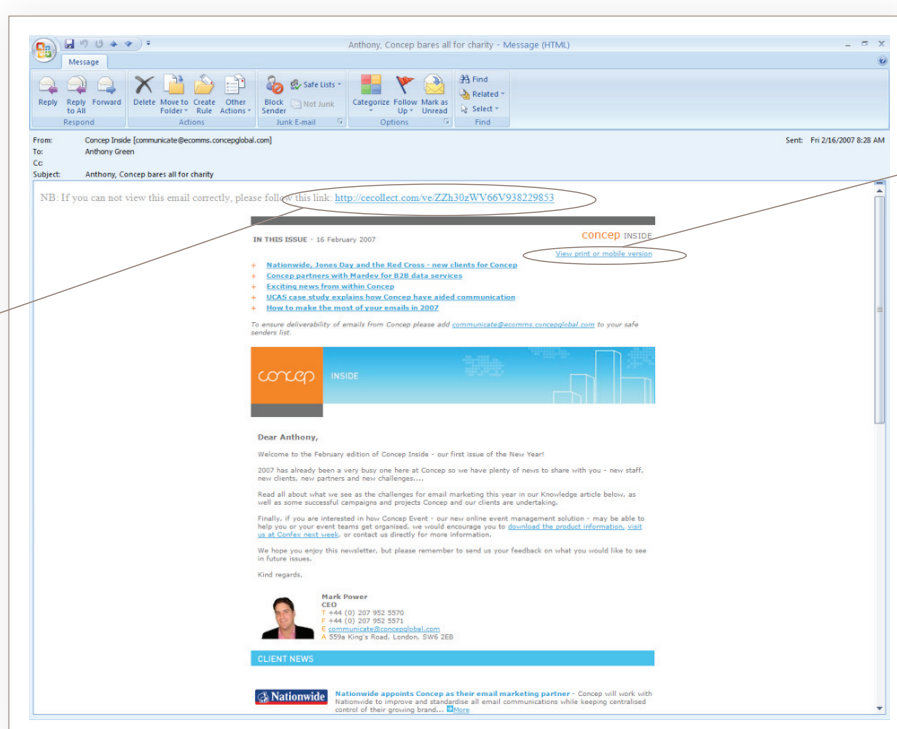 Anthony, Concep bares all for charity - Message (HTML)
Message
Reply Reply to All Forward
Respond
Delete Move to Folder Create Rule Other Actions
Actions
Block Sender Safe Lists Not Junk
Junk E-mail
Categorize Follow Up Mark as Unread
Options
Find Related Select
Find
From: Concep Inside [communicate@ecomms.concepglobal.com] Sent: Fri 2/16/2007 8:28 AM
To: Anthony Green
Cc:
Subject: Anthony, Concep bares all for charity
NB: If you can not view this email correctly, please follow this link: http://cecollect.com/ve/ZZh30zWV66V938229853
IN THIS ISSUE - 16 February 2007
concep INSIDE
View print or mobile version
+ Nationwide, Jones Day and the Red Cross - new clients for Concep
+ Concep partners with Mardev for B2B data services
+ Exciting news from within Concep
+ UCAS case study explains how Concep have aided communication
+ How to make the most of your emails in 2007
To ensure deliverability of emails from Concep please add communicate@ecomms.concepglobal.com to your safe
senders list.
concep INSIDE
Dear Anthony,
Welcome to the February edition of Concep Inside - our first issue of the New Year!
2007 has already been a very busy one here at Concep so we have plenty of news to share with you - new staff,
new clients, new partners and new challenges....
Read all about what we see as the challenges for email marketing this year in our Knowledge article below, as
well as some successful campaigns and projects Concep and our clients are undertaking.
Finally, if you are interested in how Concep Event - our new online event management solution - may be able to
help you or your event teams get organised, we would encourage you to download the product information, visit
us at Confex next week, or contact us directly for more information.
We hope you enjoy this newsletter, but please remember to send us your feedback on what you would like to see
in future issues.
Kind regards,
Mark Power
CEO
T +44 (0) 207 952 5570
F +44 (0) 207 952 5571
E communicate@concepglobal.com
A 559a King's Road, London, SW6 2EB
CLIENT NEWS
Nationwide
Nationwide appoints Concep as their email marketing partner - Concep will work with
Nationwide to improve and standardise all email communications while keeping centralised
control of their growing brand... More